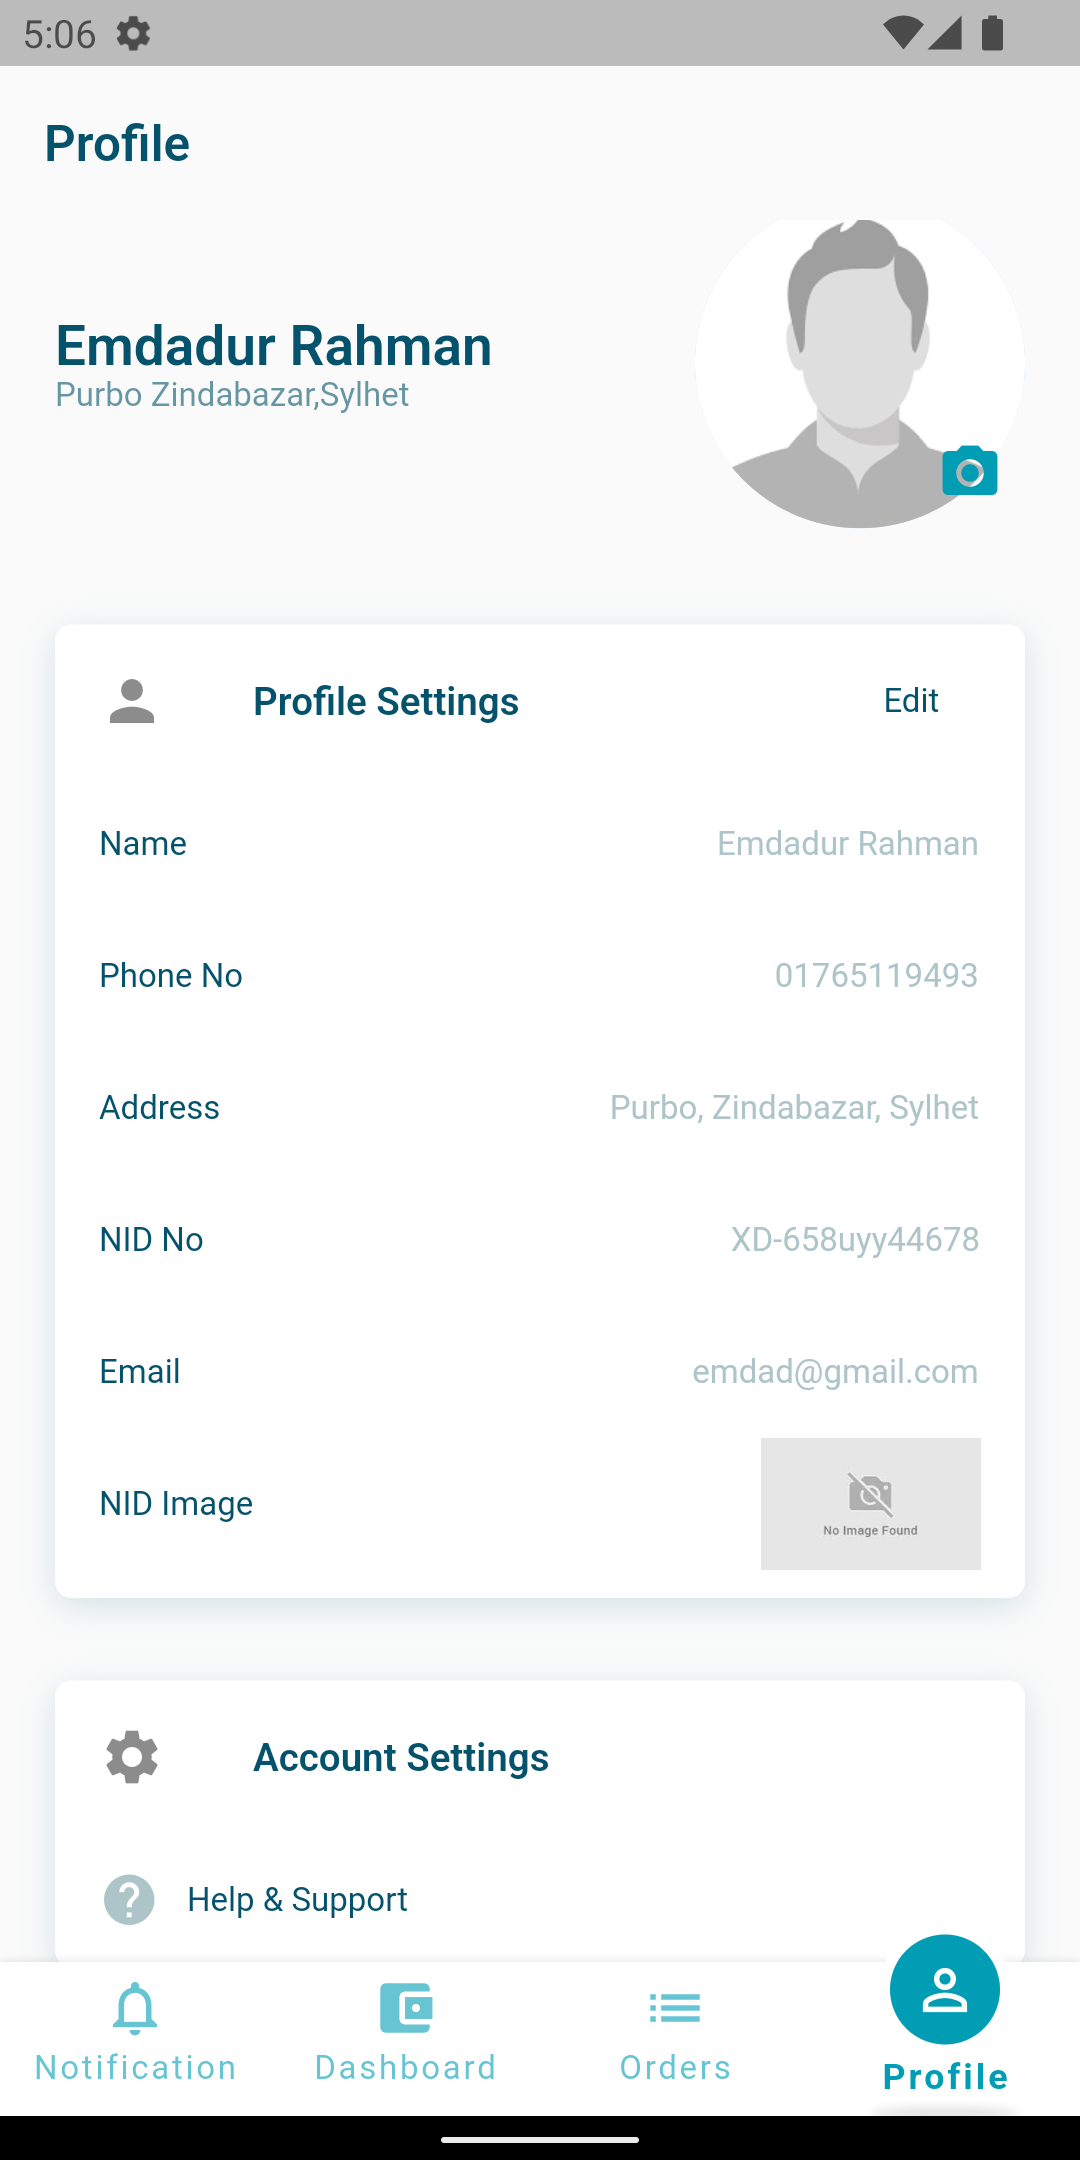 5:06
Profile
Emdadur Rahman
Purbo Zindabazar,Sylhet
Profile Settings
Edit
Name
Emdadur Rahman
Phone No
01765119493
Address
Purbo, Zindabazar, Sylhet
NID No
XD-658uyy44678
Email
emdad@gmail.com
NID Image
No Image Found
Account Settings
Help & Support
Notification
Dashboard
Orders
Profile